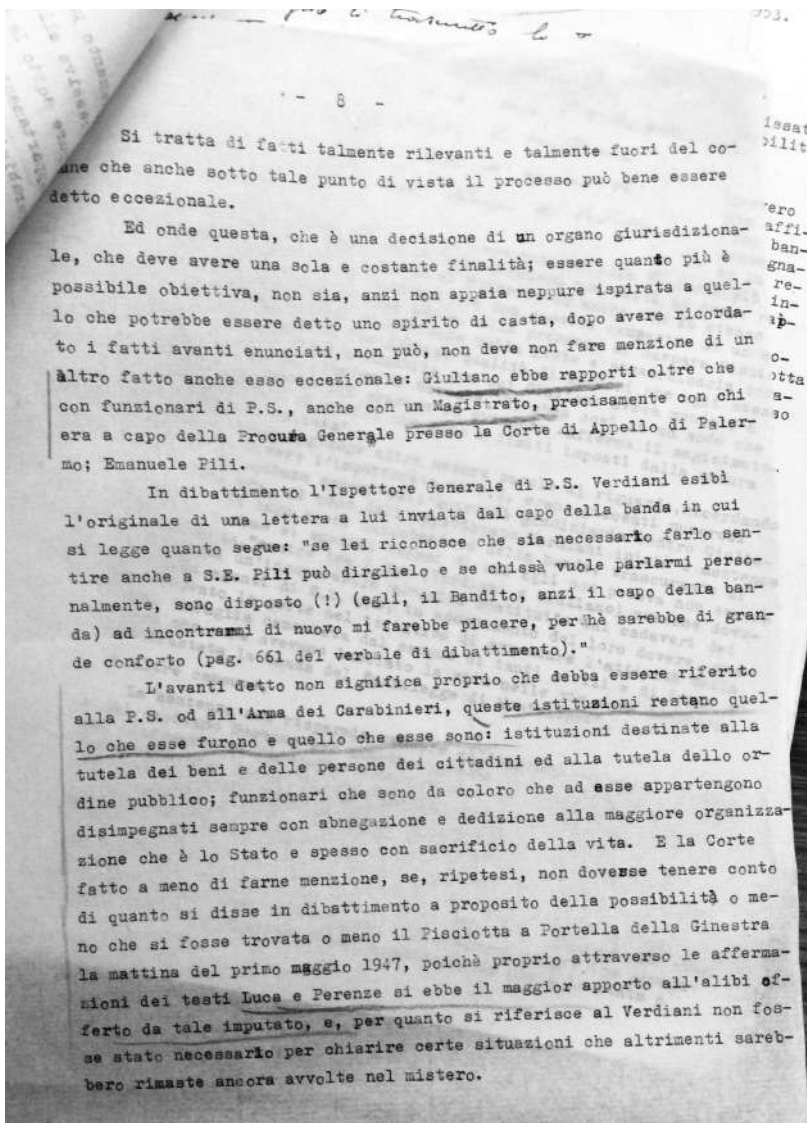 - 8 -
Si tratta di fatti talmente rilevanti e talmente fuori del co-
mune che anche sotto tale punto di vista il processo può bene essere
detto eccezionale.
Ed onde questa, che è una decisione di un organo giurisdiziona-
le, che deve avere una sola e costante finalità; essere quanto più è
possibile obiettiva, non sia, anzi non appaia neppure ispirata a quel-
lo che potrebbe essere detto uno spirito di casta, dopo avere ricorda-
to i fatti avanti enunciati, non può, non deve non fare menzione di un
altro fatto anche esso eccezionale: Giuliano ebbe rapporti oltre che
con funzionari di P.S., anche con un Magistrato, precisamente con chi
era a capo della Procura Generale presso la Corte di Appello di Paler-
mo; Emanuele Pili.
In dibattimento l'Ispettore Generale di P.S. Verdiani esibì
l'originale di una lettera a lui inviata dal capo della banda in cui
si legge quanto segue: "se lei riconosce che sia necessario farlo sen-
tire anche a S.E. Pili può dirglielo e se chissà vuole parlarmi perso-
nalmente, sono disposto (!) (egli, il Bandito, anzi il capo della ban-
da) ad incontrarmi di nuovo mi farebbe piacere, per hè sarebbe di gran-
de conforto (pag. 661 del verbale di dibattimento)."
L'avanti detto non significa proprio che debba essere riferito
alla P.S. od all'Arma dei Carabinieri, queste istituzioni restano quel-
lo che esse furono e quello che esse sono: istituzioni destinate alla
tutela dei beni e delle persone dei cittadini ed alla tutela dello or-
dine pubblico; funzionari che sono da coloro che ad esse appartengono
disimpegnati sempre con abnegazione e dedizione alla maggiore organizza-
zione che è lo Stato e spesso con sacrificio della vita. E la Corte
fatto a meno di farne menzione, se, ripetesi, non dovesse tenere conto
di quanto si disse in dibattimento a proposito della possibilità o me-
no che si fosse trovata o meno il Pisciotta a Portella della Ginestra
la mattina del primo maggio 1947, poichè proprio attraverso le afferma-
zioni dei testi Luca e Perenze si ebbe il maggior apporto all'alibi of-
ferto da tale imputato, e, per quanto si riferisce al Verdiani non fos-
se stato necessario per chiarire certe situazioni che altrimenti sareb-
bero rimaste ancora avvolte nel mistero.